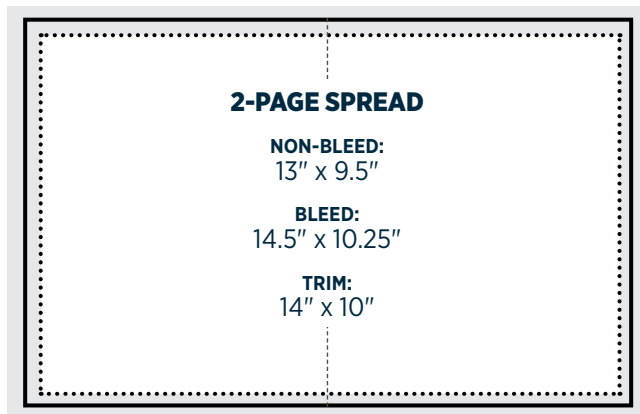 2-PAGE SPREAD
NON-BLEED:
13" x 9.5"
BLEED:
14.5" x 10.25"
TRIM:
14" x 10"